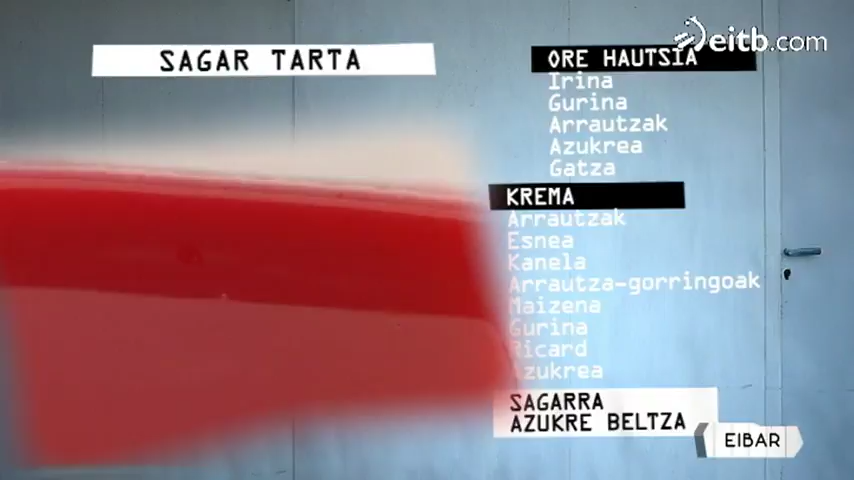 SAGAR TARTA
eitb.com
ORE HAUTSIA
Irina
Gurina
Arrautzak
Azukrea
Gatza
KREMA
Arrautzak
Esnea
Kanela
Arrautza-gorringoak
Maizena
Gurina
Ricard
Azukrea
SAGARRA
AZUKRE BELTZA
EIBAR